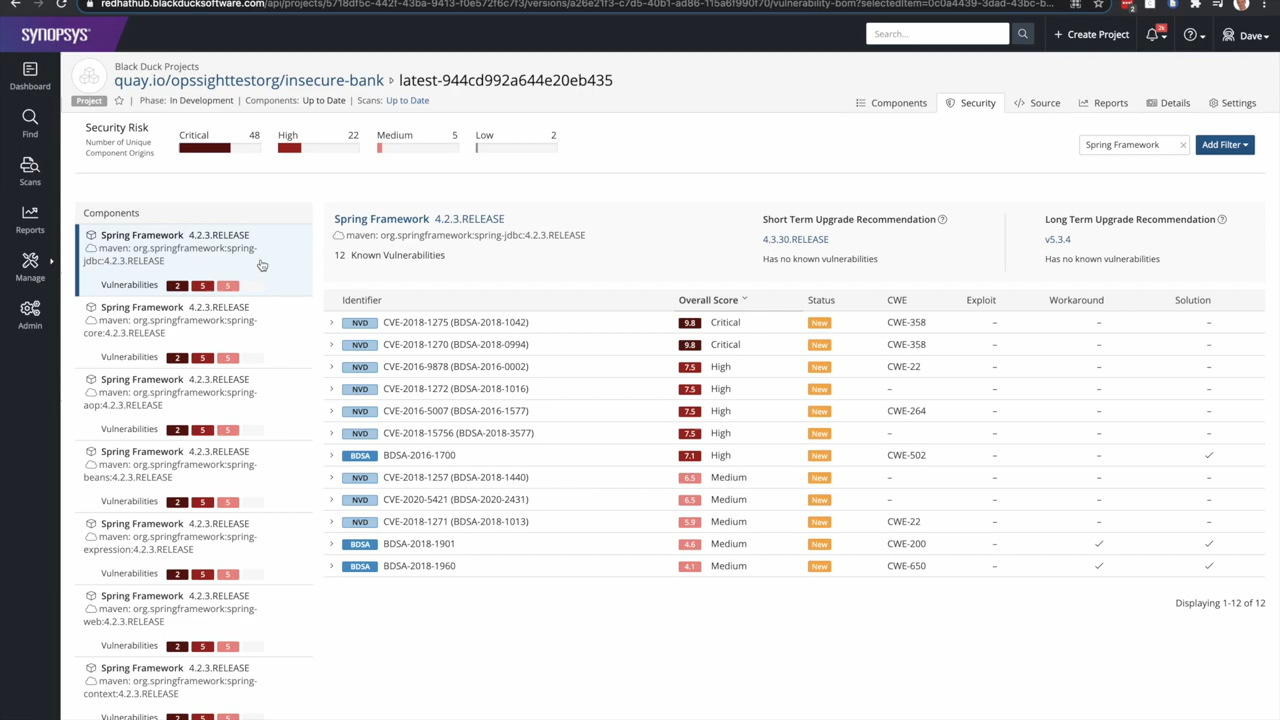 redhathub.blackducksoftware.com/api/projects/5718df5c-442f-43ba-9413-f0e572f6c7f3/versions/a26e21f3-c7d5-40b1-ad86-115a6f990f70/vulnerability-bom?selectedItem=0c0a4439-3dad-43bc-b
SYNOPSYS
Search...
+ Create Project
Dave
Dashboard
Find
Scans
Reports
Manage
Admin
Black Duck Projects
quay.io/opssighttestorg/insecure-bank › latest-944cd992a644e20eb435
Project
Phase: In Development
Components: Up to Date
Scans: Up to Date
Components
Security
Source
Reports
Details
Settings
Security Risk
Number of Unique
Component Origins
Critical 48
High 22
Medium 5
Low 2
Spring Framework ×
Add Filter
Components
Spring Framework 4.2.3.RELEASE
maven: org.springframework:spring-
jdbc:4.2.3.RELEASE
Vulnerabilities 2 5 5
Spring Framework 4.2.3.RELEASE
maven: org.springframework:spring-
core:4.2.3.RELEASE
Vulnerabilities 2 5 5
Spring Framework 4.2.3.RELEASE
maven: org.springframework:spring-
aop:4.2.3.RELEASE
Vulnerabilities 2 5 5
Spring Framework 4.2.3.RELEASE
maven: org.springframework:spring-
beans:4.2.3.RELEASE
Vulnerabilities 2 5 5
Spring Framework 4.2.3.RELEASE
maven: org.springframework:spring-
expression:4.2.3.RELEASE
Vulnerabilities 2 5 5
Spring Framework 4.2.3.RELEASE
maven: org.springframework:spring-
web:4.2.3.RELEASE
Vulnerabilities 2 5 5
Spring Framework 4.2.3.RELEASE
maven: org.springframework:spring-
context:4.2.3.RELEASE
Vulnerabilities 2 5 5
Spring Framework 4.2.3.RELEASE
maven: org.springframework:spring-jdbc:4.2.3.RELEASE
12 Known Vulnerabilities
Short Term Upgrade Recommendation
4.3.30.RELEASE
Has no known vulnerabilities
Long Term Upgrade Recommendation
v5.3.4
Has no known vulnerabilities
Identifier Overall Score Status CWE Exploit Workaround Solution
NVD CVE-2018-1275 (BDSA-2018-1042) 9.8 Critical New CWE-358 – – –
NVD CVE-2018-1270 (BDSA-2018-0994) 9.8 Critical New CWE-358 – – –
NVD CVE-2016-9878 (BDSA-2016-0002) 7.5 High New CWE-22 – – –
NVD CVE-2018-1272 (BDSA-2018-1016) 7.5 High New – – – –
NVD CVE-2016-5007 (BDSA-2016-1577) 7.5 High New CWE-264 – – –
NVD CVE-2018-15756 (BDSA-2018-3577) 7.5 High New – – – –
BDSA BDSA-2016-1700 7.1 High New CWE-502 – – ✓
NVD CVE-2018-1257 (BDSA-2018-1440) 6.5 Medium New – – – –
NVD CVE-2020-5421 (BDSA-2020-2431) 6.5 Medium New – – – –
NVD CVE-2018-1271 (BDSA-2018-1013) 5.9 Medium New CWE-22 – – –
BDSA BDSA-2018-1901 4.6 Medium New CWE-200 – ✓ ✓
BDSA BDSA-2018-1960 4.1 Medium New CWE-650 – ✓ ✓
Displaying 1-12 of 12